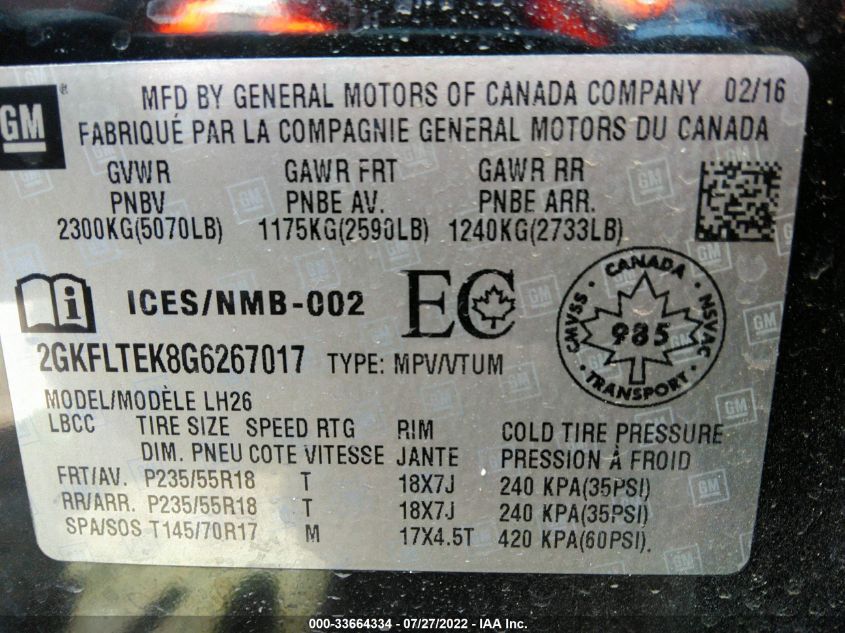 GM ®
MFD BY GENERAL MOTORS OF CANADA COMPANY 02/16
FABRIQUÉ PAR LA COMPAGNIE GENERAL MOTORS DU CANADA
GVWR GAWR FRT GAWR RR
PNBV PNBE AV. PNBE ARR.
2300KG(5070LB) 1175KG(2590LB) 1240KG(2733LB)
ICES/NMB-002 EC
CANADA
CMVSS · NSVAC
985
TRANSPORT
2GKFLTEK8G6267017 TYPE: MPV/VTUM
MODEL/MODÈLE LH26
LBCC TIRE SIZE SPEED RTG RIM COLD TIRE PRESSURE
DIM. PNEU COTE VITESSE JANTE PRESSION À FROID
FRT/AV. P235/55R18 T 18X7J 240 KPA(35PSI)
RR/ARR. P235/55R18 T 18X7J 240 KPA(35PSI)
SPA/SOS T145/70R17 M 17X4.5T 420 KPA(60PSI).
000-33664334 / 07/27/2022 - IAA Inc.